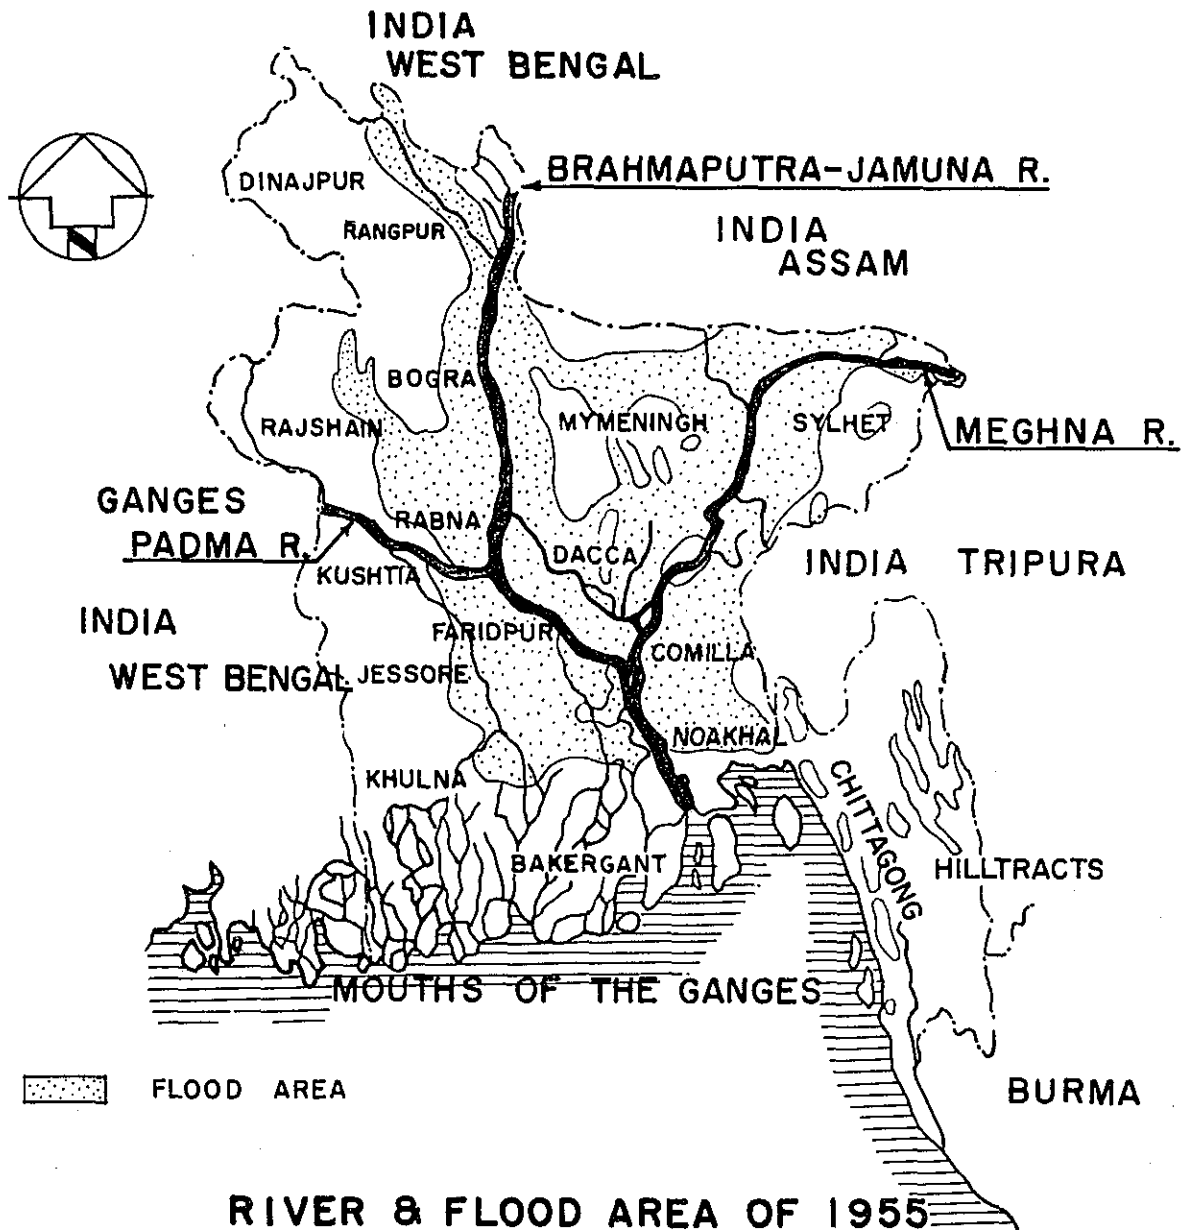 INDIA
WEST BENGAL
BRAHMAPUTRA-JAMUNA R.
DINAJPUR
RANGPUR
INDIA
ASSAM
BOGRA
RAJSHAIN
MYMENINGH
SYLHET
MEGHNA R.
GANGES
PADMA R.
RABNA
DACCA
KUSHTIA
INDIA TRIPURA
INDIA
WEST BENGAL
FARIDPUR
COMILLA
JESSORE
NOAKHAL
KHULNA
CHITTAGONG
BAKERGANT
HILLTRACTS
MOUTHS OF THE GANGES
FLOOD AREA
BURMA
RIVER & FLOOD AREA OF 1955